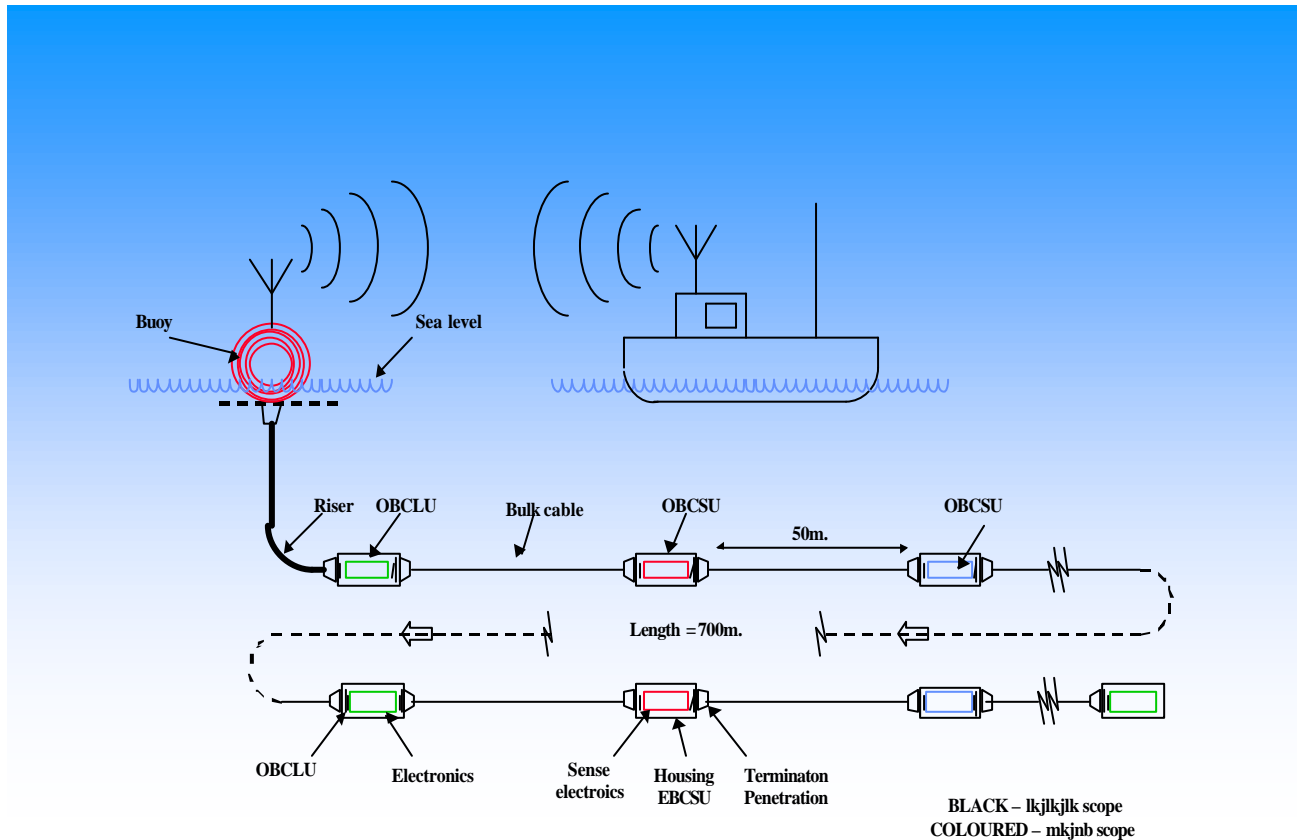 Buoy
Sea level
Riser
OBCLU
Bulk cable
OBCSU
50m.
OBCSU
Length = 700m.
OBCLU
Electronics
Sense
electroics
Housing
EBCSU
Terminaton
Penetration
BLACK – lkjlkjlk scope
COLOURED – mkjnb scope